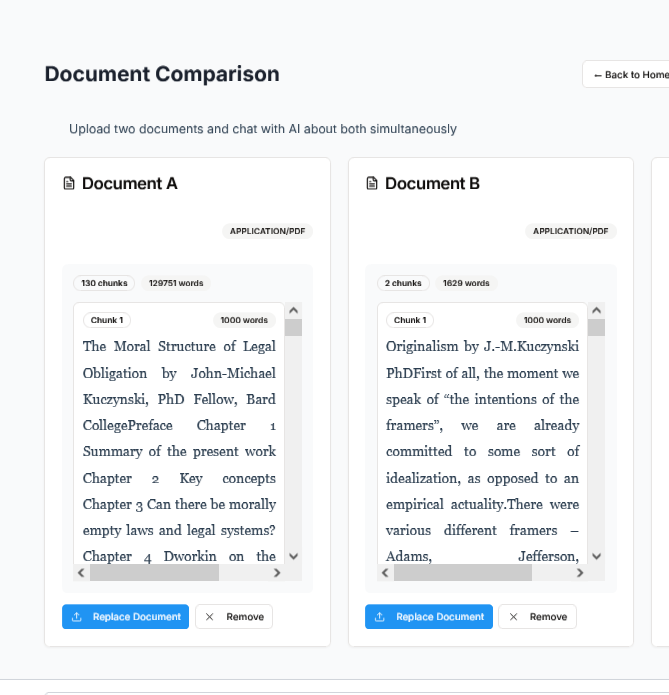 Document Comparison
← Back to Home
Upload two documents and chat with AI about both simultaneously
Document A
APPLICATION/PDF
130 chunks 129751 words
Chunk 1 1000 words
The Moral Structure of Legal
Obligation by John-Michael
Kuczynski, PhD Fellow, Bard
CollegePreface Chapter 1
Summary of the present work
Chapter 2 Key concepts
Chapter 3 Can there be morally
empty laws and legal systems?
Chapter 4 Dworkin on the
Replace Document
Remove
Document B
APPLICATION/PDF
2 chunks 1629 words
Chunk 1 1000 words
Originalism by J.-M.Kuczynski
PhDFirst of all, the moment we
speak of “the intentions of the
framers”, we are already
committed to some sort of
idealization, as opposed to an
empirical actuality.There were
various different framers –
Adams, Jefferson,
Replace Document
Remove